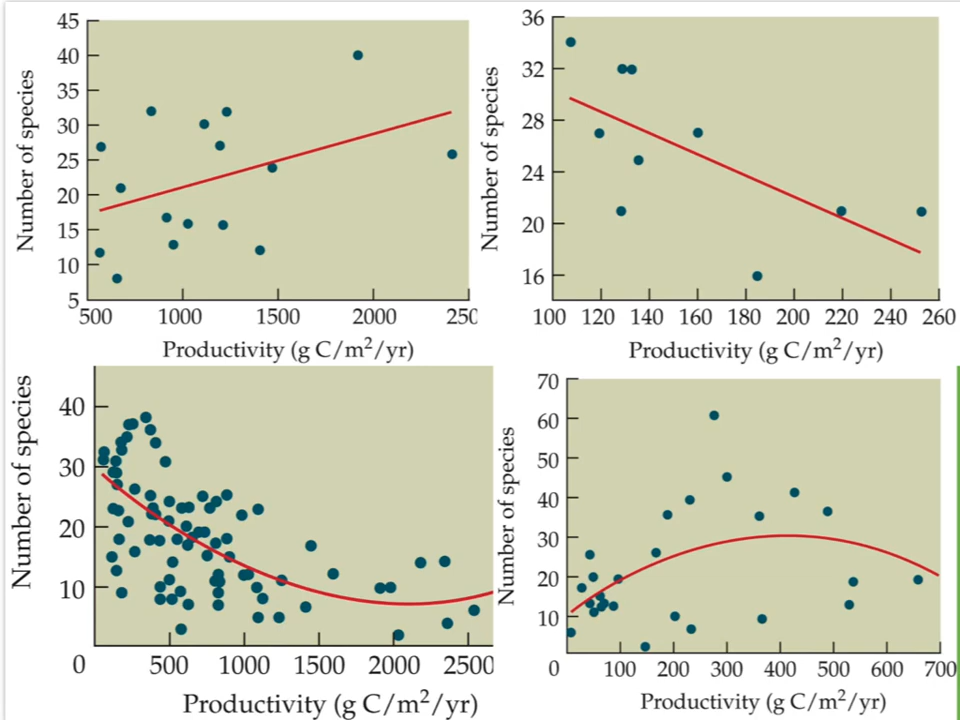 45
40
35
30
25
20
15
10
5
Number of species
500 1000 1500 2000 250
Productivity (g C/m²/yr)
36
32
28
24
20
16
Number of species
100 120 140 160 180 200 220 240 260
Productivity (g C/m²/yr)
40
30
20
10
Number of species
0 500 1000 1500 2000 2500
Productivity (g C/m²/yr)
70
60
50
40
30
20
10
Number of species
0 100 200 300 400 500 600 700
Productivity (g C/m²/yr)